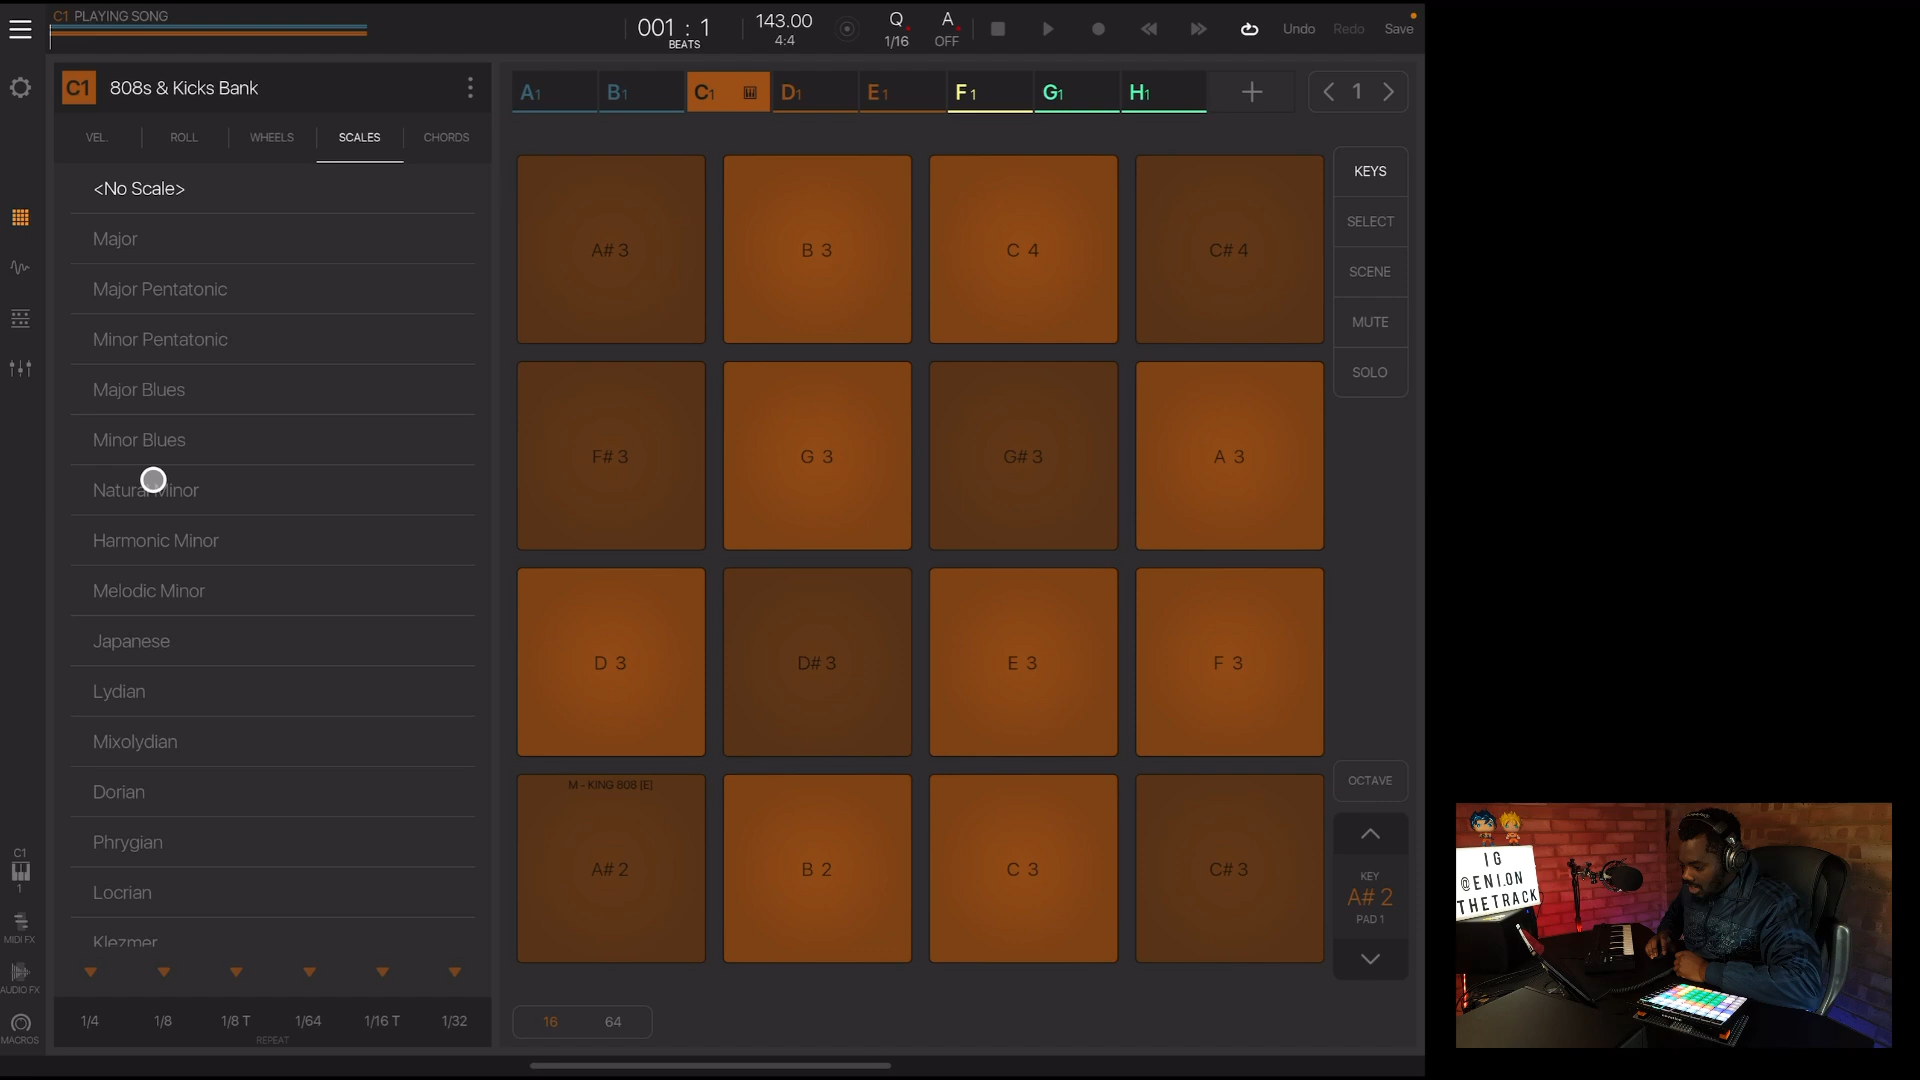 C1 PLAYING SONG
001 : 1
BEATS
143.00
4:4
Q
1/16
A
OFF
Undo
Redo
Save
C1
808s & Kicks Bank
VEL.
ROLL
WHEELS
SCALES
CHORDS
<No Scale>
Major
Major Pentatonic
Minor Pentatonic
Major Blues
Minor Blues
Natural Minor
Harmonic Minor
Melodic Minor
Japanese
Lydian
Mixolydian
Dorian
Phrygian
Locrian
Klezmer
1/4
1/8
1/8 T
1/64
1/16 T
1/32
REPEAT
C1
1
MIDI FX
AUDIO FX
MACROS
A1
B1
C1
D1
E1
F1
G1
H1
1
A# 3
B 3
C 4
C# 4
F# 3
G 3
G# 3
A 3
D 3
D# 3
E 3
F 3
M - KING 808 [E]
A# 2
B 2
C 3
C# 3
16
64
KEYS
SELECT
SCENE
MUTE
SOLO
OCTAVE
KEY
A# 2
PAD 1
IG
@ENI.ON
THETRACK